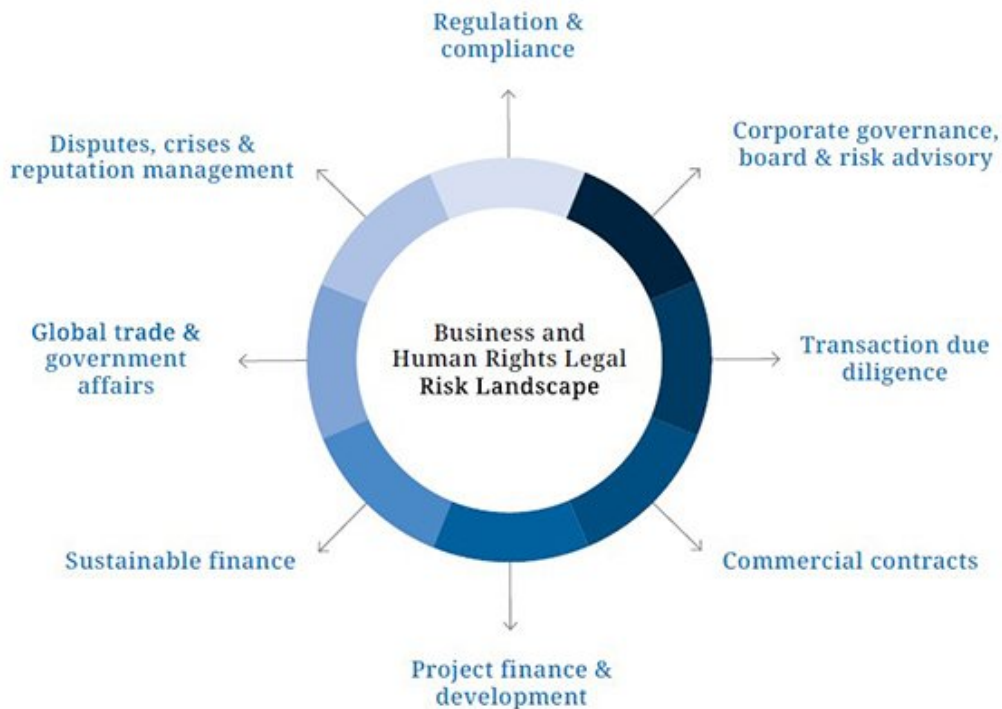 Regulation &
compliance
Corporate governance,
board & risk advisory
Transaction due
diligence
Commercial contracts
Project finance &
development
Sustainable finance
Global trade &
government
affairs
Disputes, crises &
reputation management
Business and
Human Rights Legal
Risk Landscape